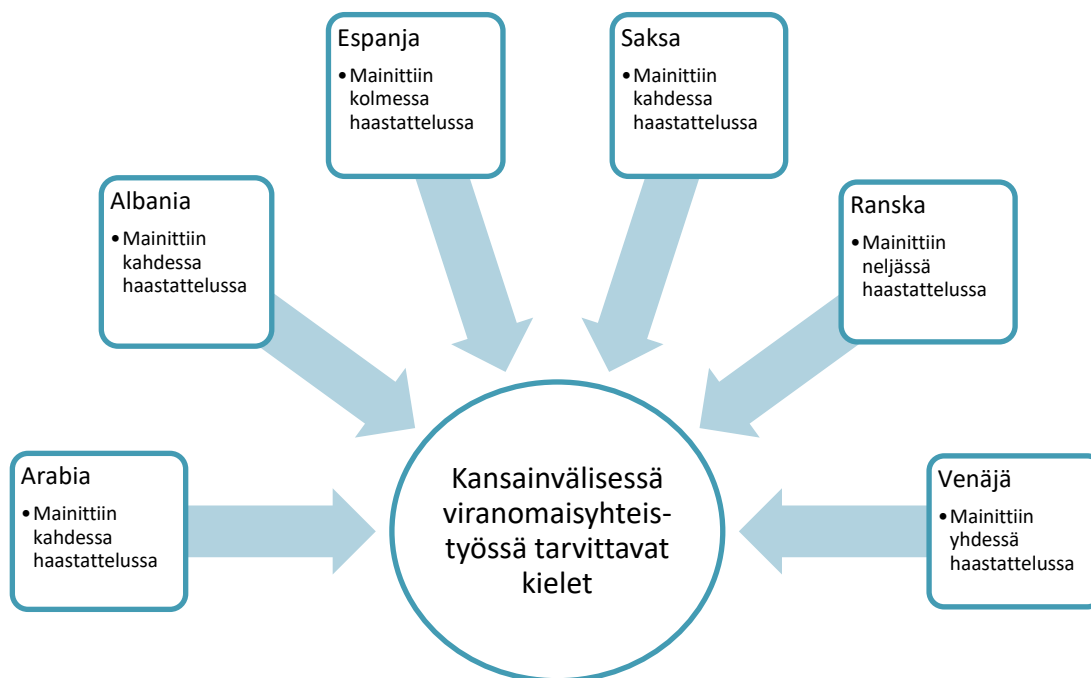 Espanja
•Mainittiin
kolmessa
haastattelussa
Saksa
•Mainittiin
kahdessa
haastattelussa
Albania
•Mainittiin
kahdessa
haastattelussa
Ranska
•Mainittiin
neljässä
haastattelussa
Arabia
•Mainittiin
kahdessa
haastattelussa
Kansainvälisessä
viranomaisyhteis-
työssä tarvittavat
kielet
Venäjä
•Mainittiin
yhdessä
haastattelussa